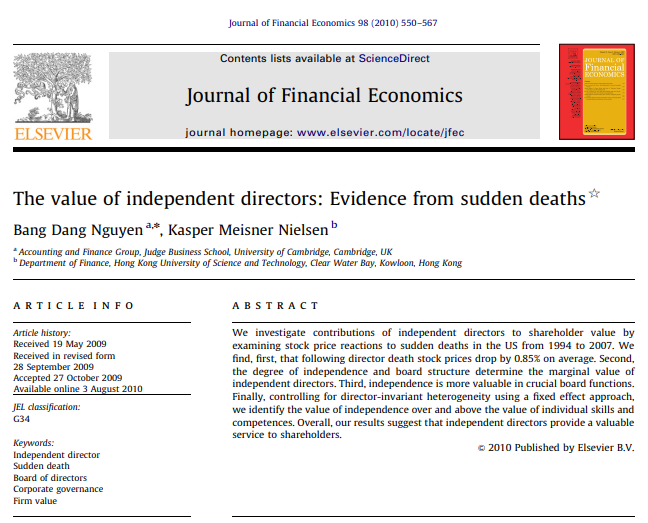 Journal of Financial Economics 98 (2010) 550–567
Contents lists available at ScienceDirect
Journal of Financial Economics
journal homepage: www.elsevier.com/locate/jfec
ELSEVIER
JOURNAL OF
Financial
ECONOMICS
The value of independent directors: Evidence from sudden deaths☆
Bang Dang Nguyen a,*, Kasper Meisner Nielsen b
a Accounting and Finance Group, Judge Business School, University of Cambridge, Cambridge, UK
b Department of Finance, Hong Kong University of Science and Technology, Clear Water Bay, Kowloon, Hong Kong
ARTICLE INFO
Article history:
Received 19 May 2009
Received in revised form
28 September 2009
Accepted 27 October 2009
Available online 3 August 2010
JEL classification:
G34
Keywords:
Independent director
Sudden death
Board of directors
Corporate governance
Firm value
ABSTRACT
We investigate contributions of independent directors to shareholder value by
examining stock price reactions to sudden deaths in the US from 1994 to 2007. We
find, first, that following director death stock prices drop by 0.85% on average. Second,
the degree of independence and board structure determine the marginal value of
independent directors. Third, independence is more valuable in crucial board functions.
Finally, controlling for director-invariant heterogeneity using a fixed effect approach,
we identify the value of independence over and above the value of individual skills and
competences. Overall, our results suggest that independent directors provide a valuable
service to shareholders.
© 2010 Published by Elsevier B.V.